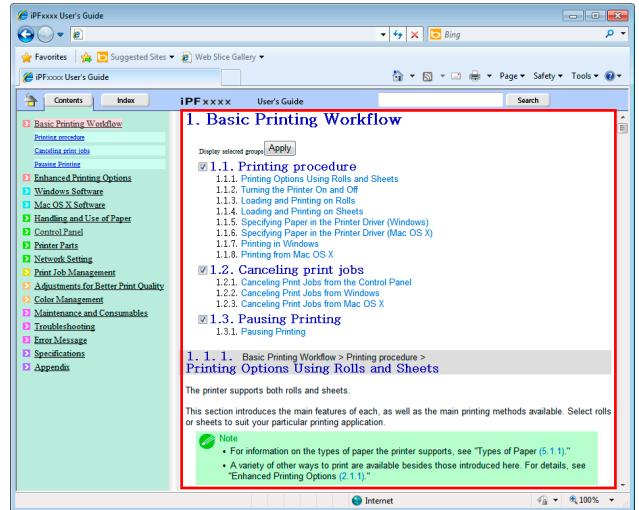 iPFxxxx User's Guide
Bing
Favorites
Suggested Sites
Web Slice Gallery
iPFxxxx User's Guide
Page
Safety
Tools
Contents
Index
iPFxxxx
User's Guide
Search
Basic Printing Workflow
Printing procedure
Canceling print jobs
Pausing Printing
Enhanced Printing Options
Windows Software
Mac OS X Software
Handling and Use of Paper
Control Panel
Printer Parts
Network Setting
Print Job Management
Adjustments for Better Print Quality
Color Management
Maintenance and Consumables
Troubleshooting
Error Message
Specifications
Appendix
1. Basic Printing Workflow
Display selected groups Apply
1.1. Printing procedure
1.1.1. Printing Options Using Rolls and Sheets
1.1.2. Turning the Printer On and Off
1.1.3. Loading and Printing on Rolls
1.1.4. Loading and Printing on Sheets
1.1.5. Specifying Paper in the Printer Driver (Windows)
1.1.6. Specifying Paper in the Printer Driver (Mac OS X)
1.1.7. Printing in Windows
1.1.8. Printing from Mac OS X
1.2. Canceling print jobs
1.2.1. Canceling Print Jobs from the Control Panel
1.2.2. Canceling Print Jobs from Windows
1.2.3. Canceling Print Jobs from Mac OS X
1.3. Pausing Printing
1.3.1. Pausing Printing
1. 1. 1. Basic Printing Workflow > Printing procedure >
Printing Options Using Rolls and Sheets
The printer supports both rolls and sheets.
This section introduces the main features of each, as well as the main printing methods available. Select rolls
or sheets to suit your particular printing application.
Note
• For information on the types of paper the printer supports, see "Types of Paper (5.1.1)."
• A variety of other ways to print are available besides those introduced here. For details, see
"Enhanced Printing Options (2.1.1)."
Internet
100%